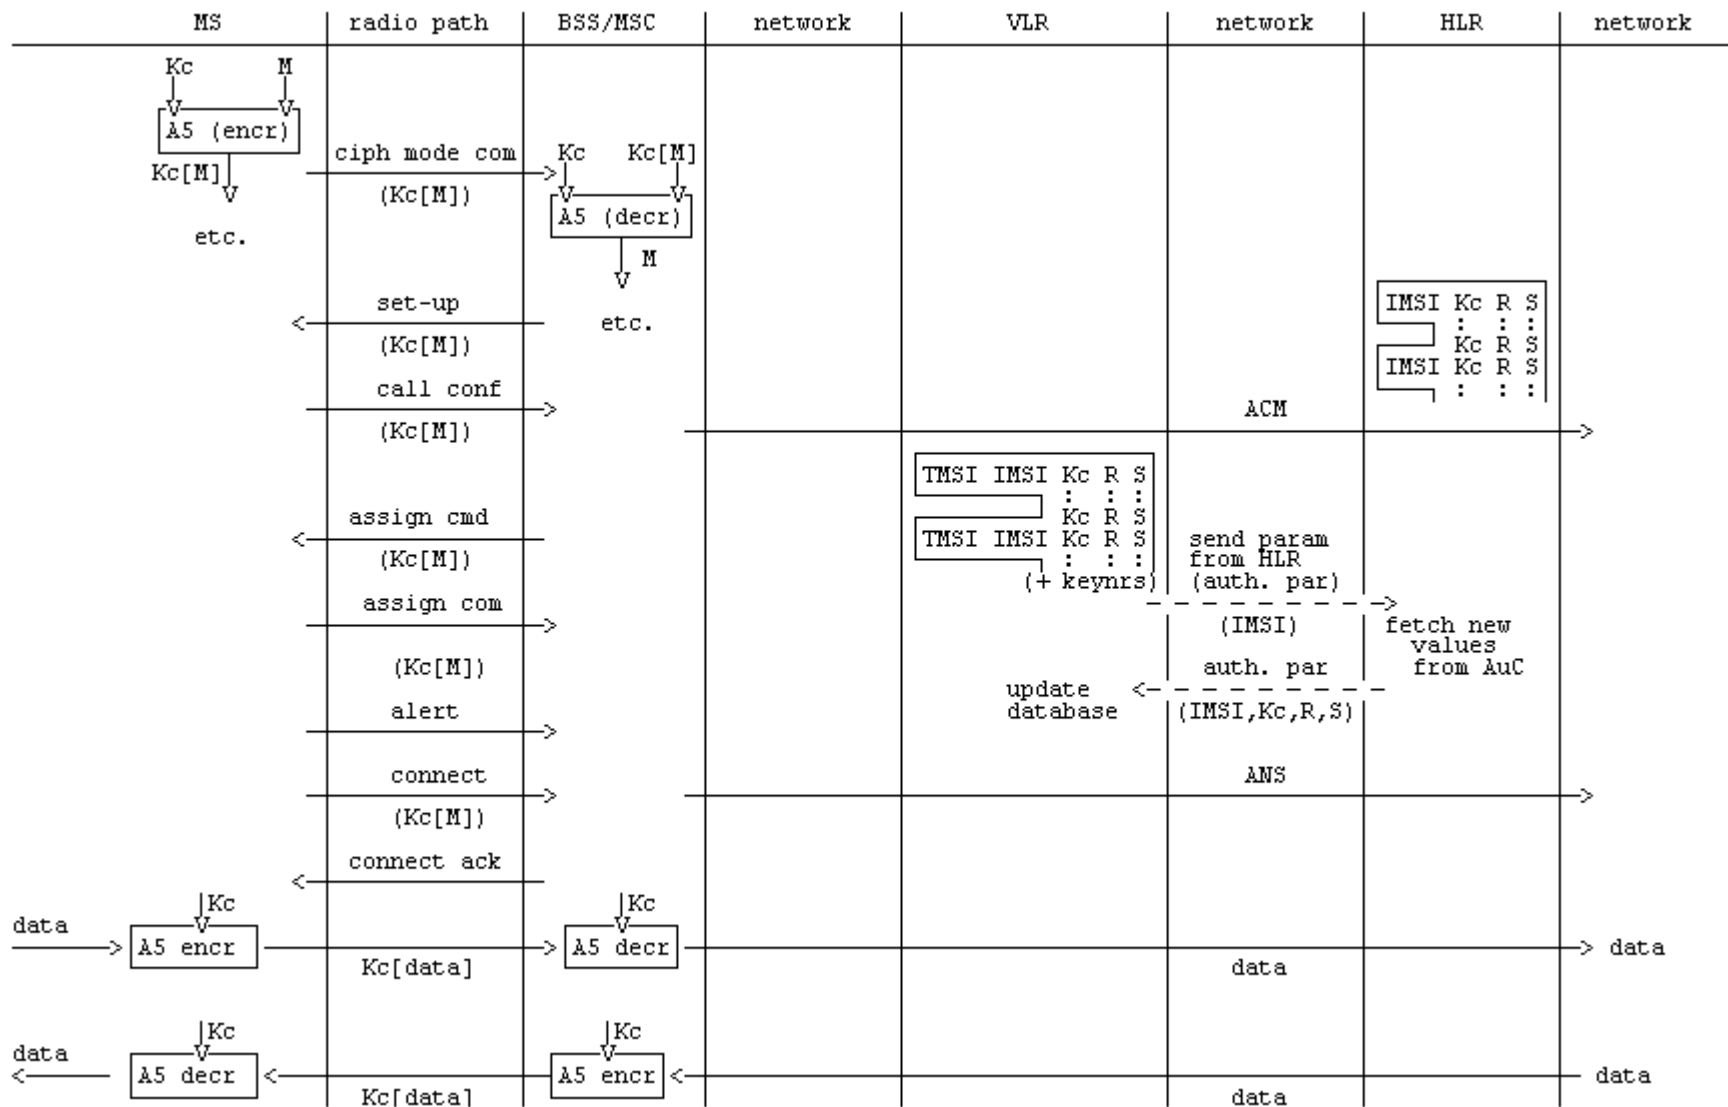 MS radio path BSS/MSC network VLR network HLR network
Kc M
A5 (encr)
ciph mode com Kc Kc[M]
Kc[M]
(Kc[M])
A5 (decr)
etc.
M
set-up IMSI Kc R S
etc. : : :
(Kc[M]) Kc R S
IMSI Kc R S
call conf : : :
ACM
(Kc[M])
TMSI IMSI Kc R S
: : :
assign cmd Kc R S
TMSI IMSI Kc R S send param
(Kc[M]) : : : from HLR
(+ keynrs) (auth. par)
assign com
(IMSI) fetch new
values
(Kc[M]) auth. par from AuC
update
alert database (IMSI,Kc,R,S)
connect ANS
(Kc[M])
connect ack
Kc Kc
data
A5 encr A5 decr data
Kc[data] data
Kc Kc
data
A5 decr A5 encr data
Kc[data] data